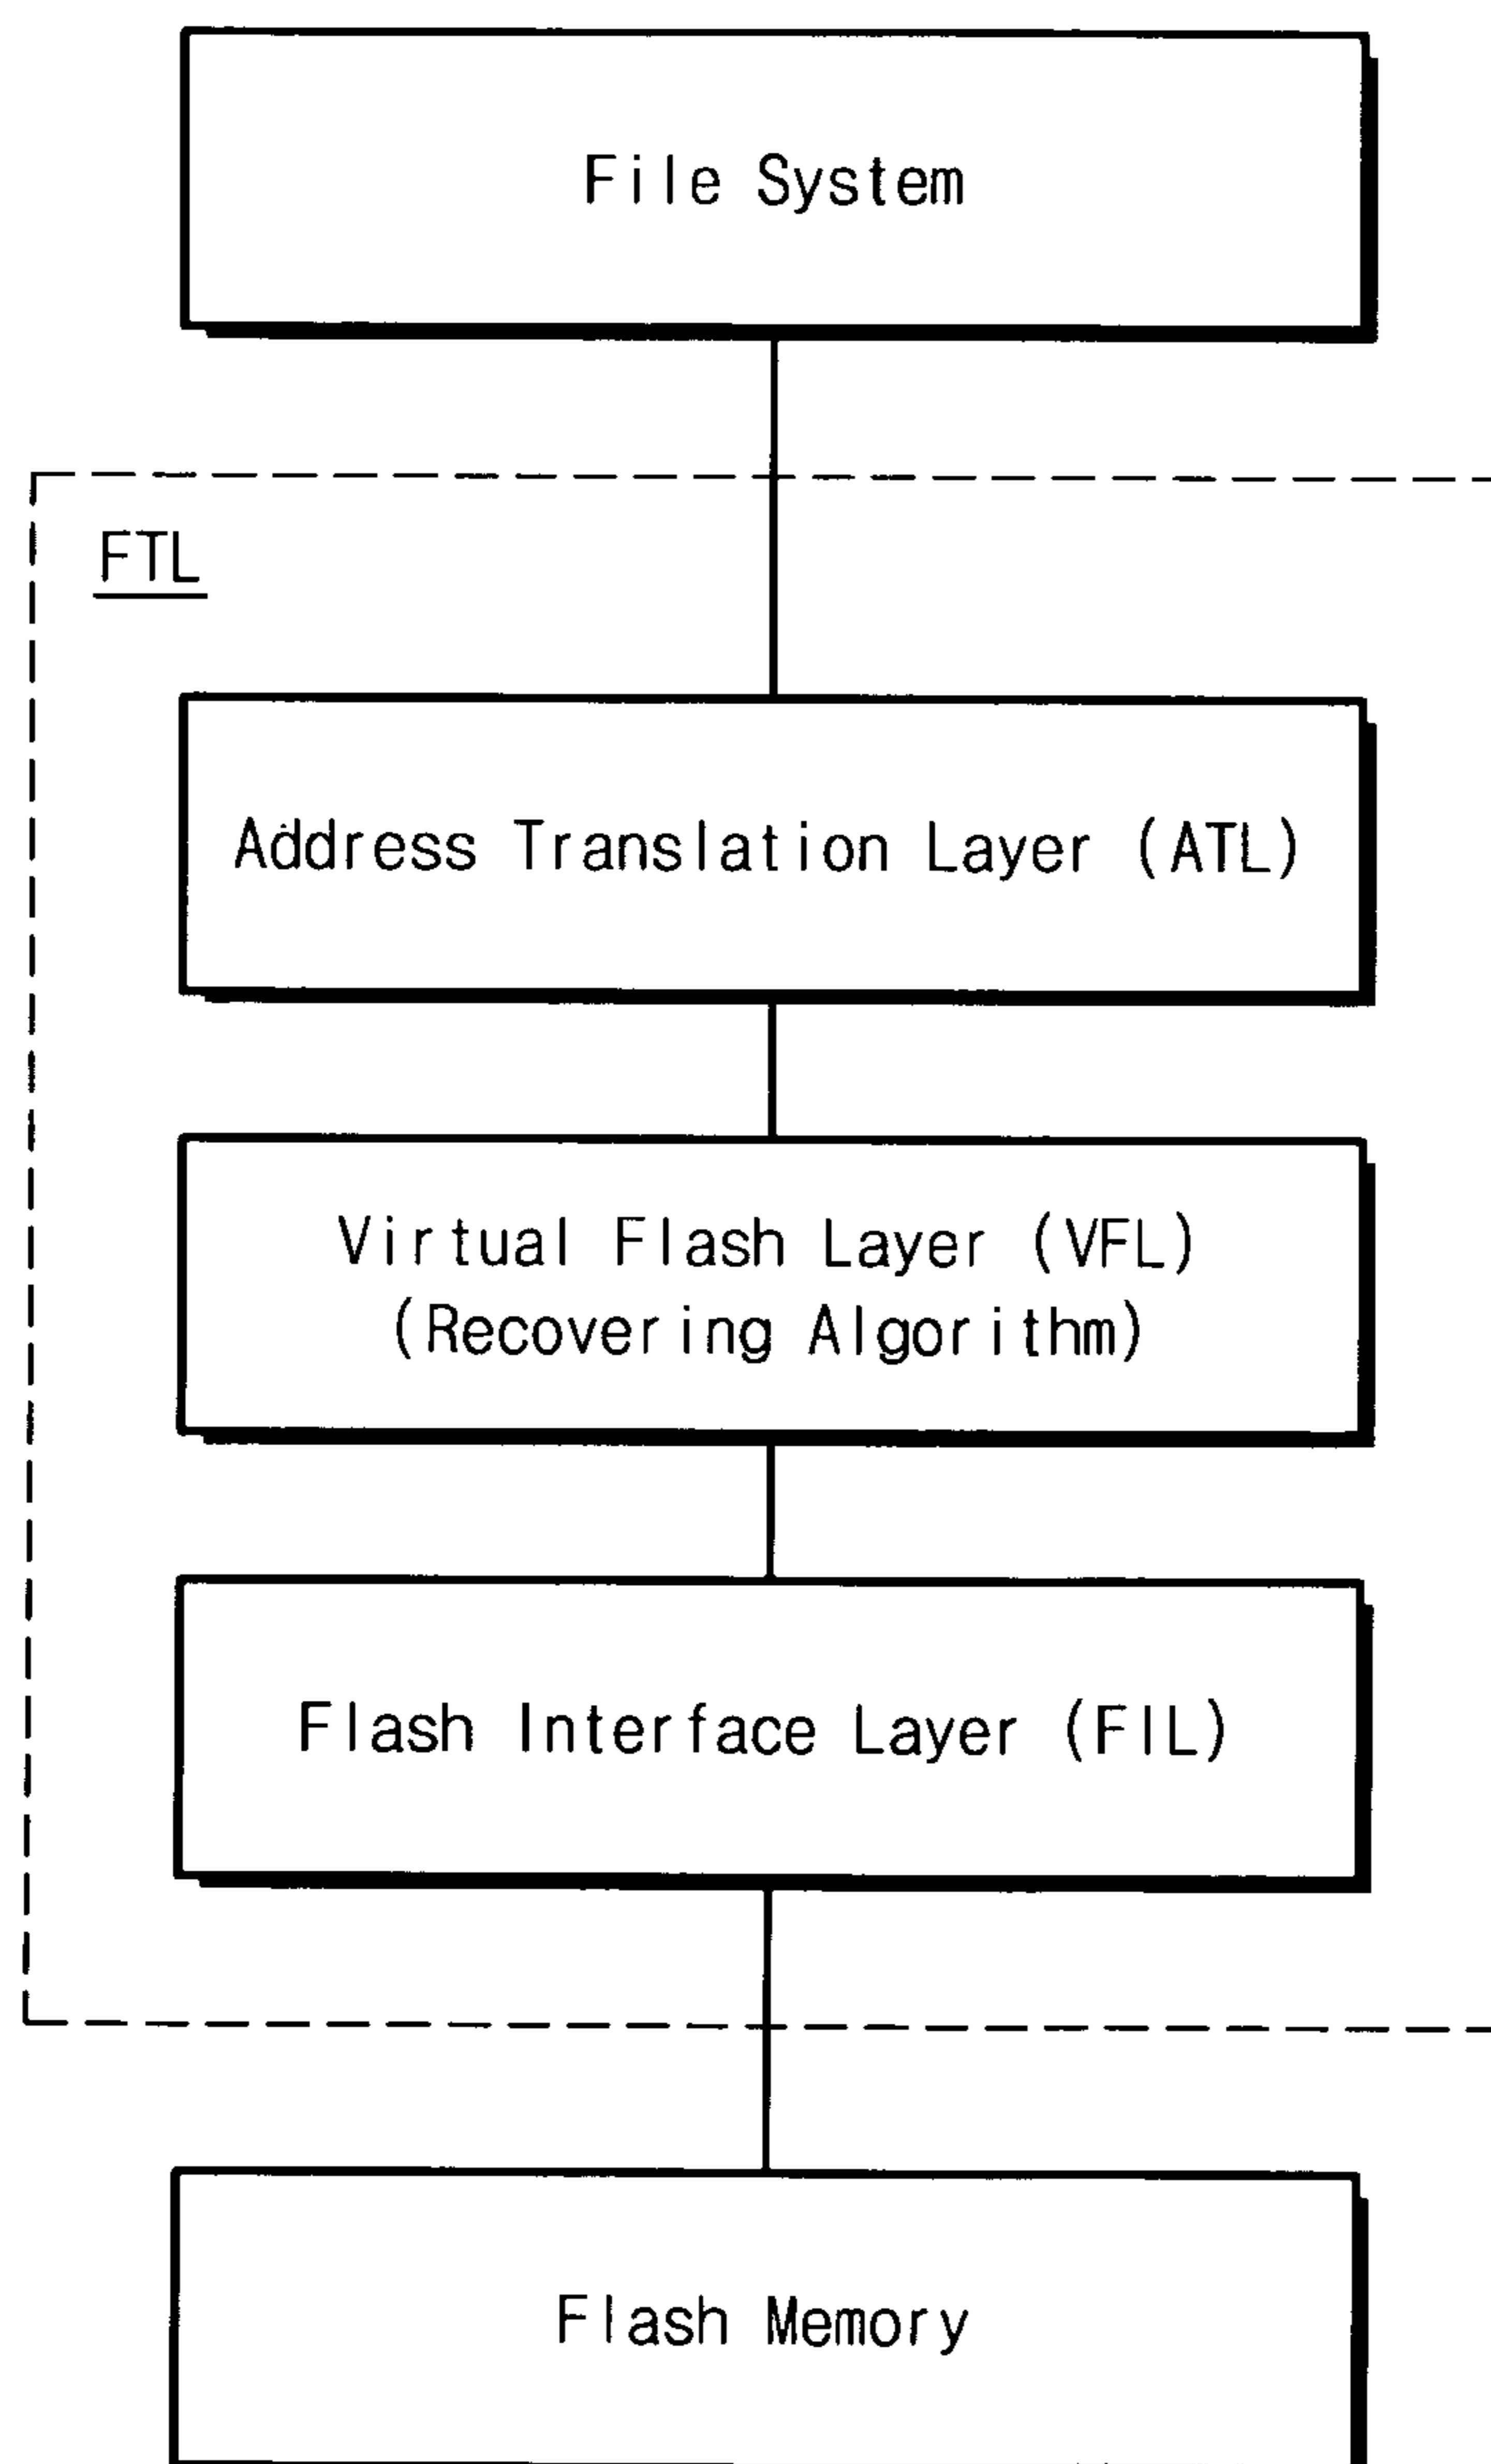 File System
FTL
Address Translation Layer (ATL)
Virtual Flash Layer (VFL)
(Recovering Algorithm)
Flash Interface Layer (FIL)
Flash Memory